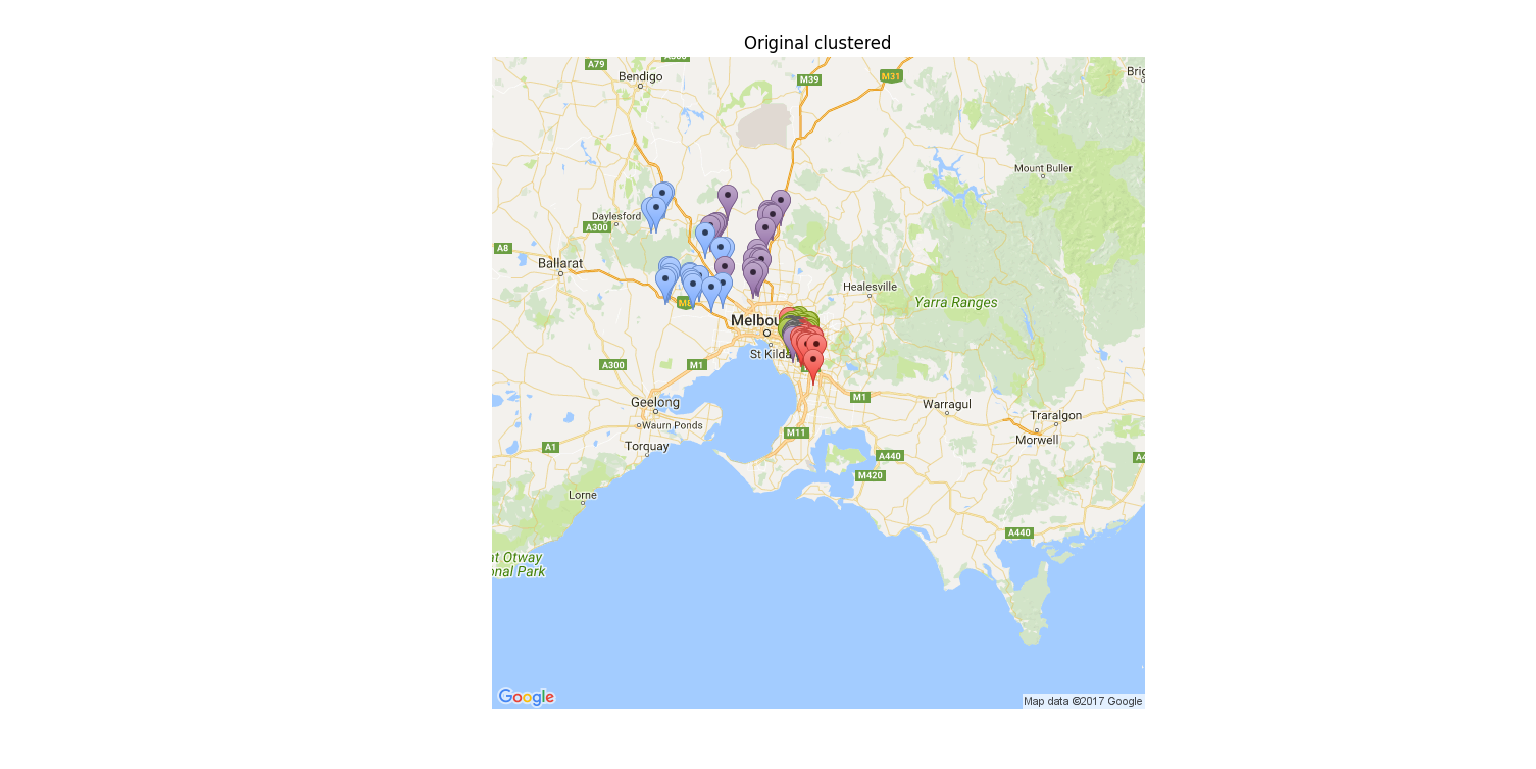 Original clustered
A300
A79
Bendigo
M39
M31
Brig
Mount Buller
Daylesford
A300
A8
Ballarat
Healesville
M8
Yarra Ranges
Melbou
St Kilda
A300
M1
M1
Geelong
Warragul
Waurn Ponds
Traralgon
M11
Morwell
Torquay
A1
A440
M420
Lorne
A440
at Otway
onal Park
Google
Map data ©2017 Google